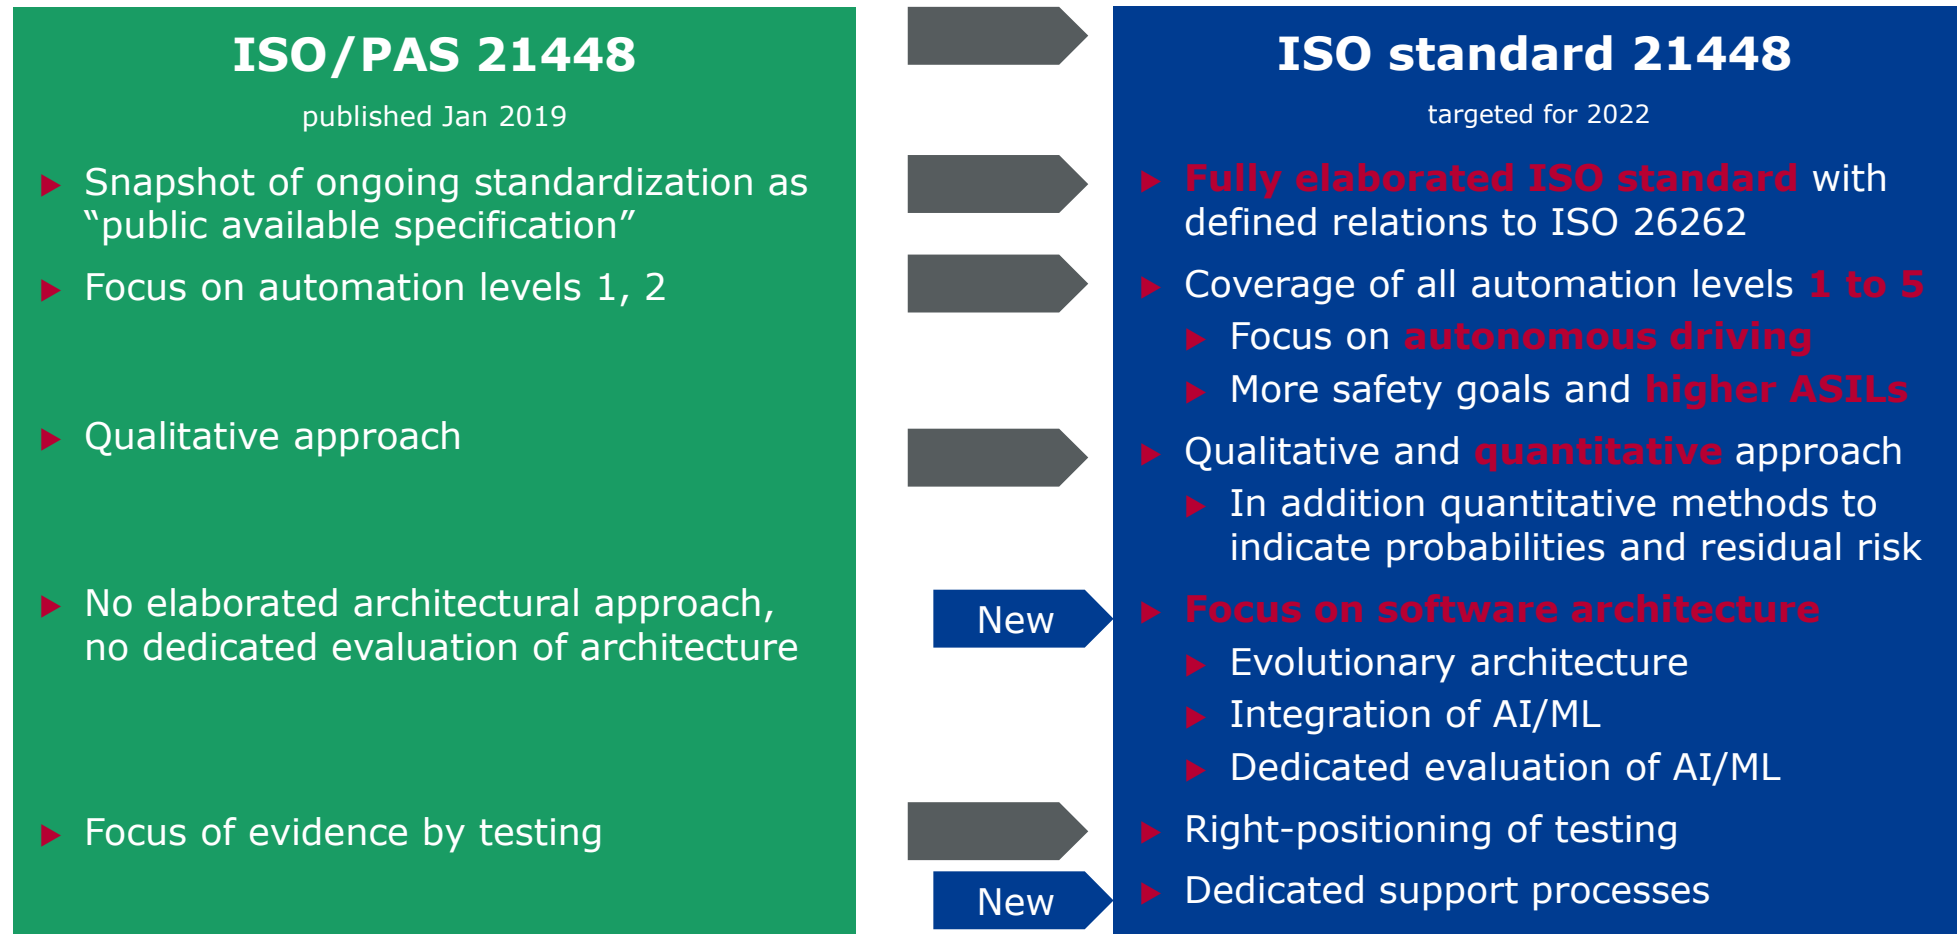 ISO/PAS 21448
published Jan 2019
Snapshot of ongoing standardization as
“public available specification”
Focus on automation levels 1, 2
Qualitative approach
No elaborated architectural approach,
no dedicated evaluation of architecture
Focus of evidence by testing
New
New
ISO standard 21448
targeted for 2022
Fully elaborated ISO standard with
defined relations to ISO 26262
Coverage of all automation levels 1 to 5
Focus on autonomous driving
More safety goals and higher ASILs
Qualitative and quantitative approach
In addition quantitative methods to
indicate probabilities and residual risk
Focus on software architecture
Evolutionary architecture
Integration of AI/ML
Dedicated evaluation of AI/ML
Right-positioning of testing
Dedicated support processes